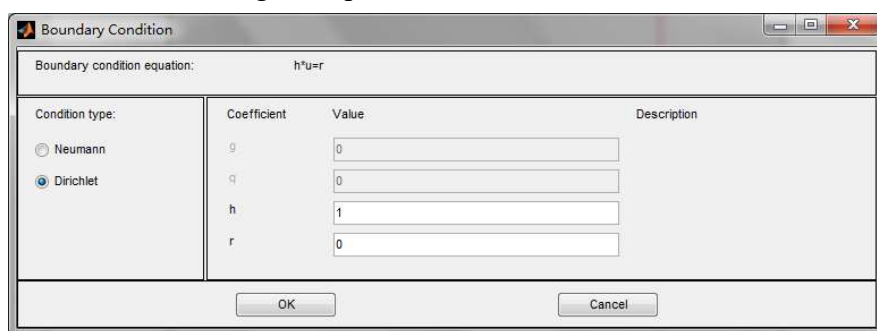 Boundary Condition
Boundary condition equation: h*u=r
Condition type: Coefficient Value Description
Neumann g 0
Dirichlet q 0
h 1
r 0
OK Cancel